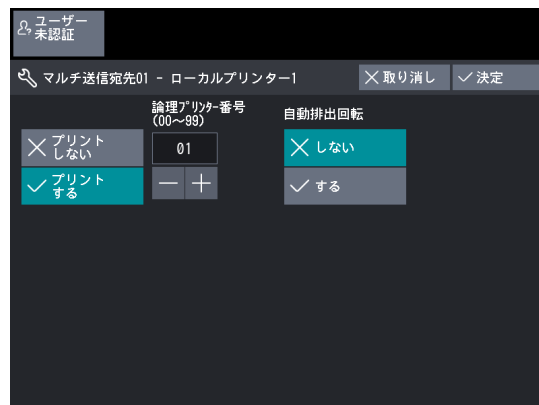 ユーザー
未認証
マルチ送信宛先01 - ローカルプリンター1
取り消し
決定
論理プリンター番号
(00～99)
自動排出回転
プリント
しない
01
しない
プリント
する
する